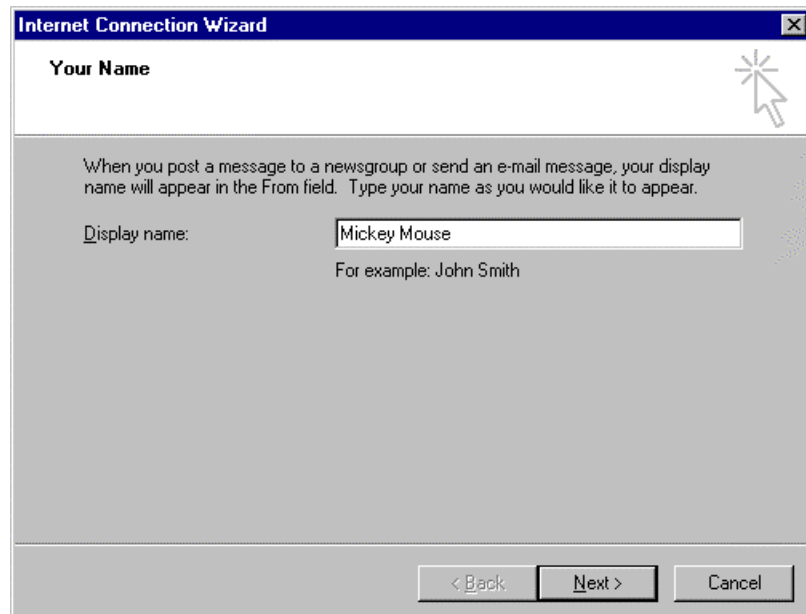 Internet Connection Wizard
Your Name
When you post a message to a newsgroup or send an e-mail message, your display
name will appear in the From field.  Type your name as you would like it to appear.
Display name:
Mickey Mouse
For example: John Smith
< Back
Next >
Cancel